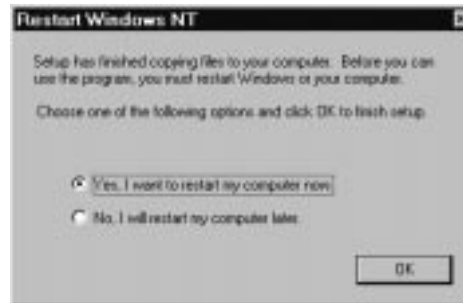 Restart Windows NT
Setup has finished copying files to your computer. Before you can
use the program, you must restart Windows or your computer.
Choose one of the following options and click OK to finish setup.
Yes, I want to restart my computer now.
No, I will restart my computer later.
OK